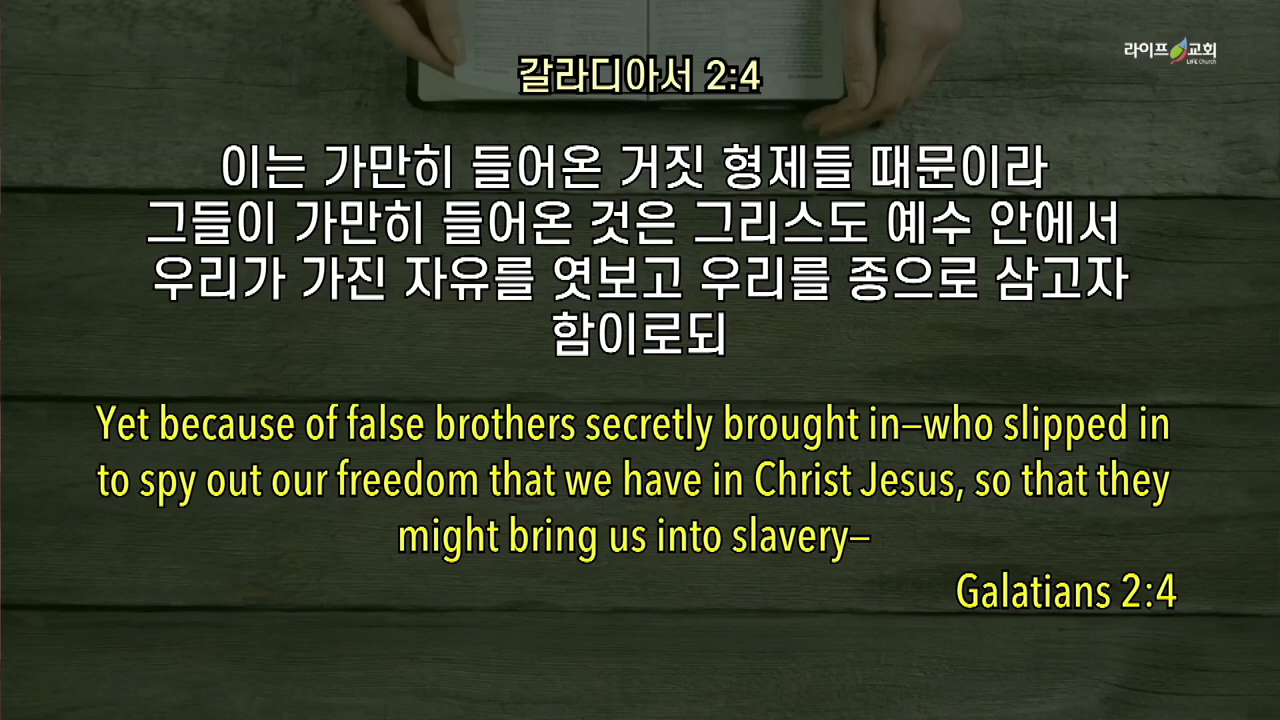 라이프교회
LIFE Church
갈라디아서 2:4
이는 가만히 들어온 거짓 형제들 때문이라
그들이 가만히 들어온 것은 그리스도 예수 안에서
우리가 가진 자유를 엿보고 우리를 종으로 삼고자
함이로되
Yet because of false brothers secretly brought in—who slipped in
to spy out our freedom that we have in Christ Jesus, so that they
might bring us into slavery—
Galatians 2:4